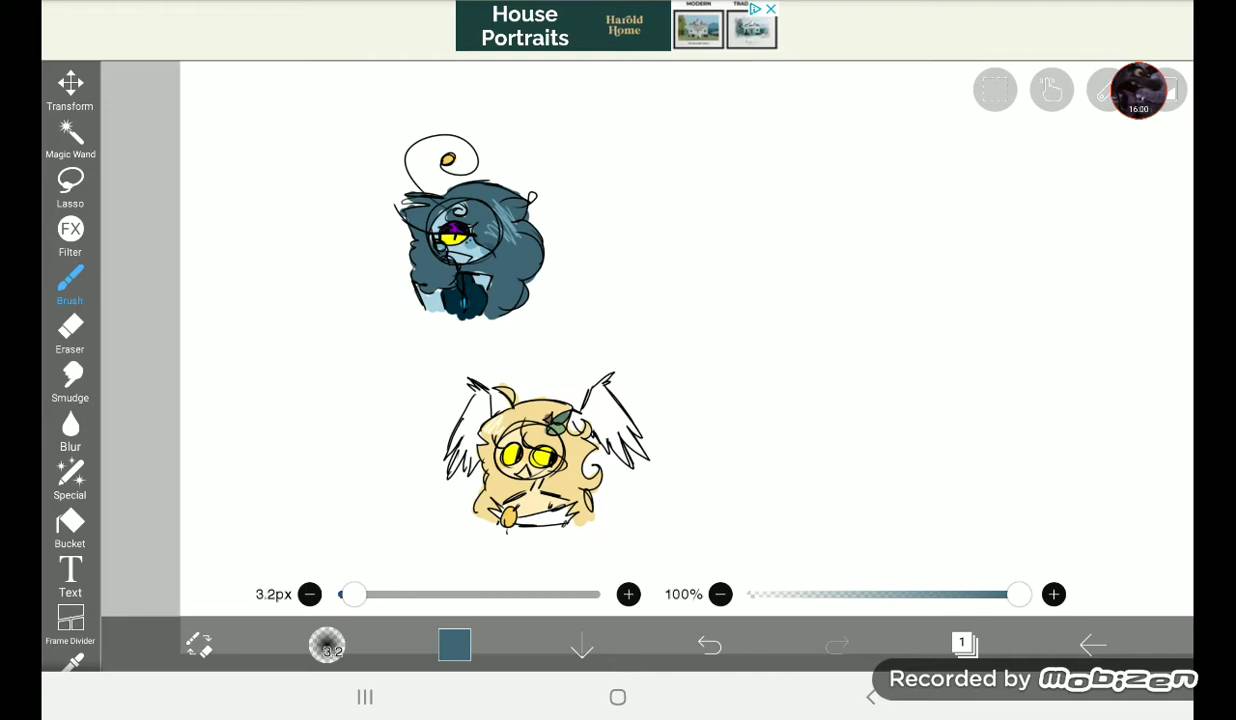 House
Portraits
Harold
Home
MODERN
Transform
16:00
Magic Wand
Lasso
FX
Filter
Brush
Eraser
Smudge
Blur
Special
Bucket
3.2px
100%
T
Text
Frame Divider
3.2
1
Recorded by
mobizen